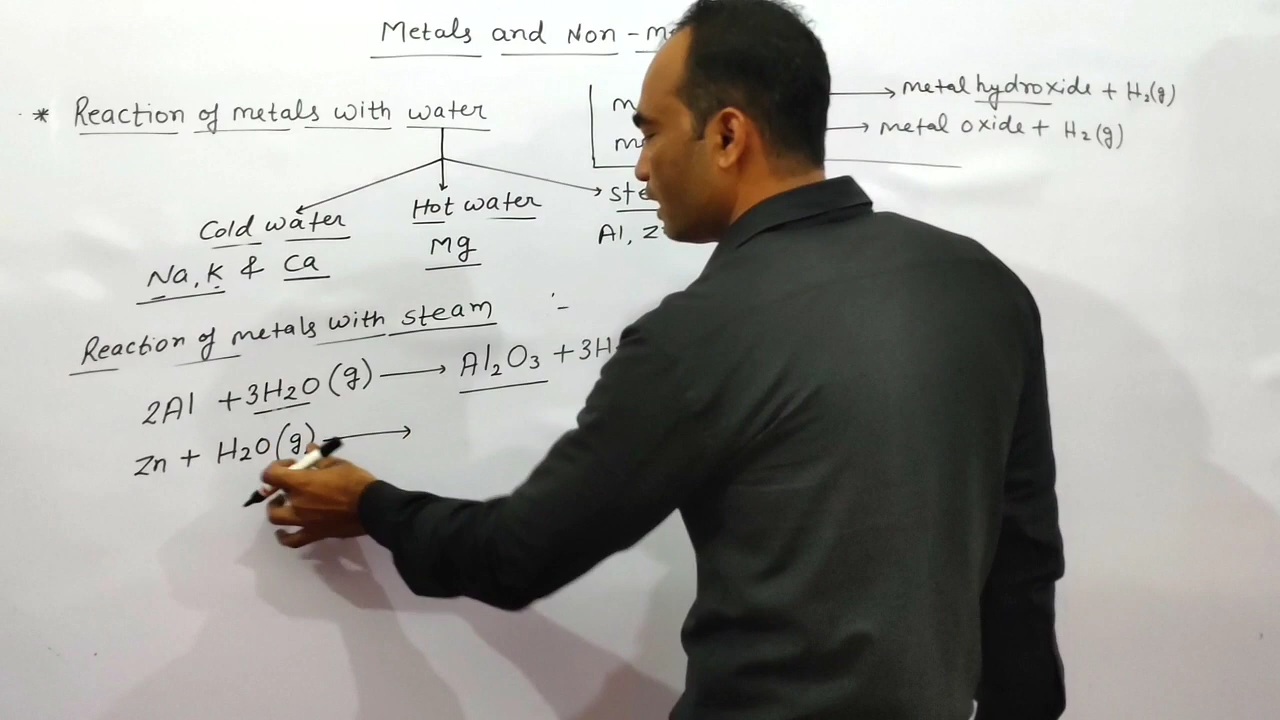 Metals and Non-
* Reaction of metals with water
→ metal hydroxide + H₂(g)
→ metal oxide + H₂(g)
Cold water
Hot water
Na, K & Ca
Mg
Al,
Reaction of metals with steam :-
2Al + 3H₂O (g) → Al₂O₃ + 3H
Zn + H₂O(g) →